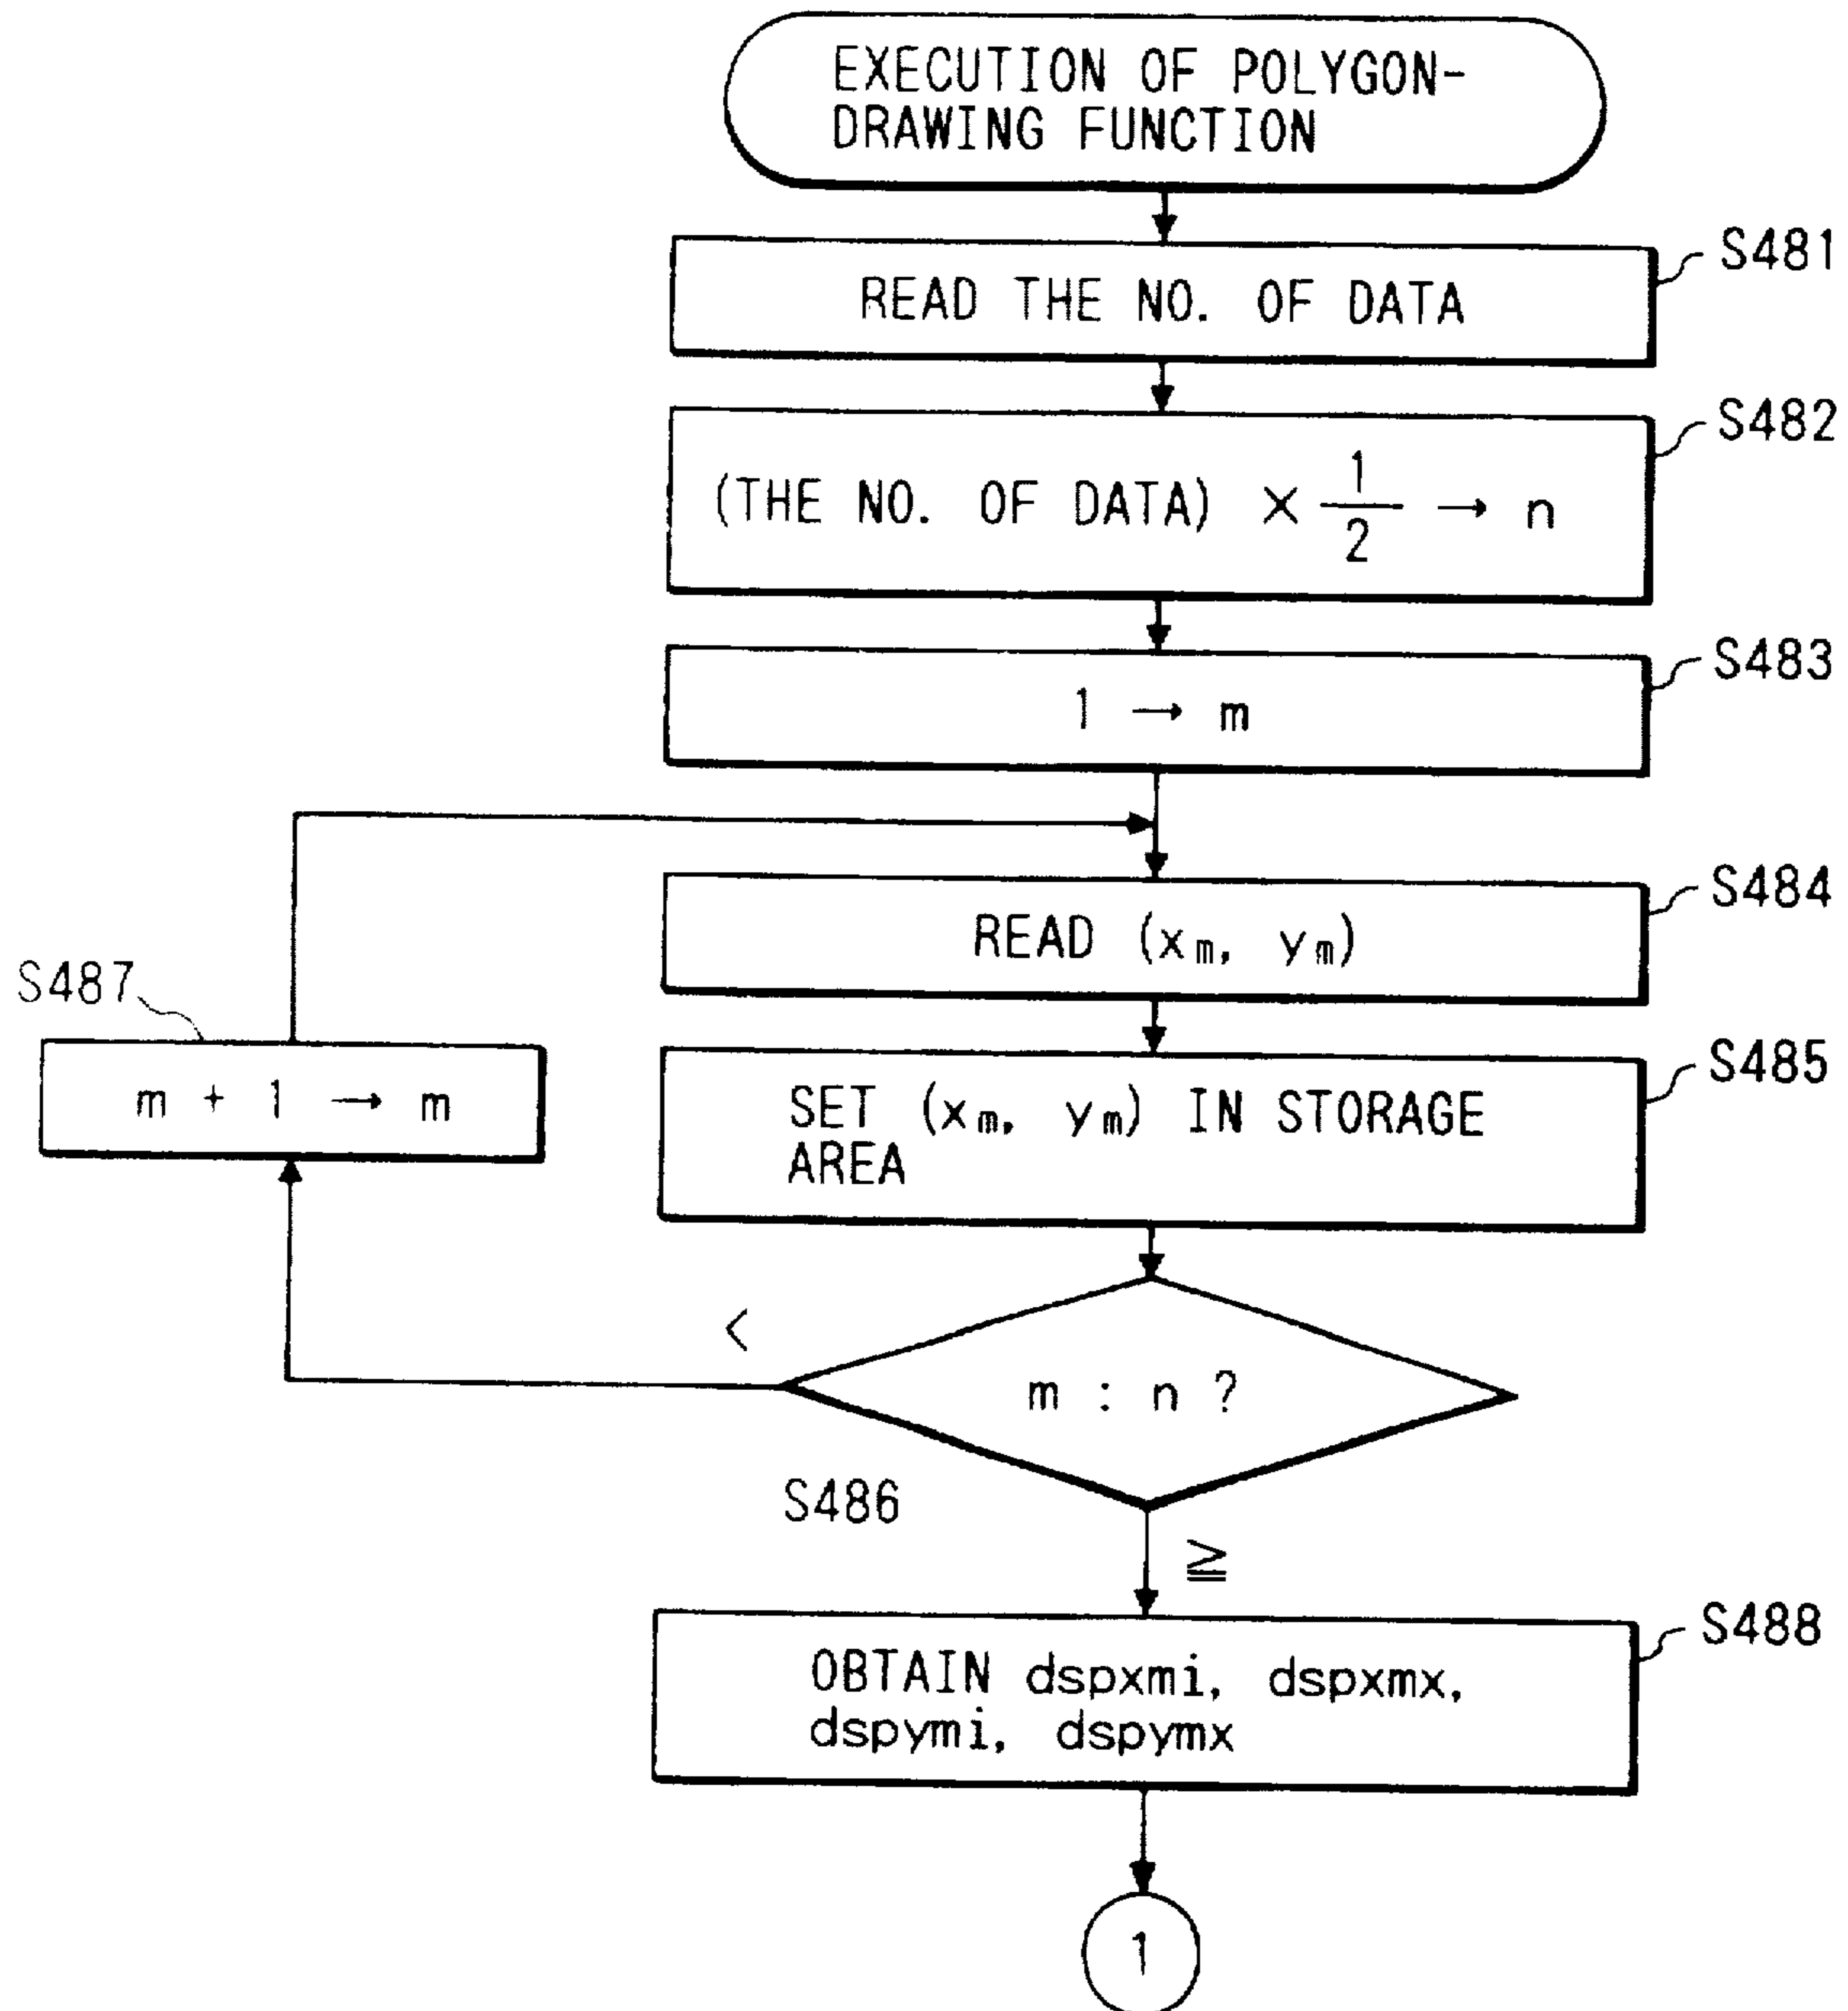 EXECUTION OF POLYGON-
DRAWING FUNCTION
S481
READ THE NO. OF DATA
S482
(THE NO. OF DATA) × 1/2 → n
S483
1 → m
S484
READ (xm, ym)
S487
m + 1 → m
S485
SET (xm, ym) IN STORAGE
AREA
<
m : n ?
S486
≧
S488
OBTAIN dspxmi, dspxmx,
dspymi, dspymx
1